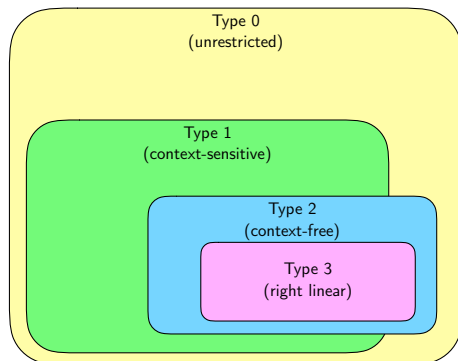 Type 0
(unrestricted)
Type 1
(context-sensitive)
Type 2
(context-free)
Type 3
(right linear)